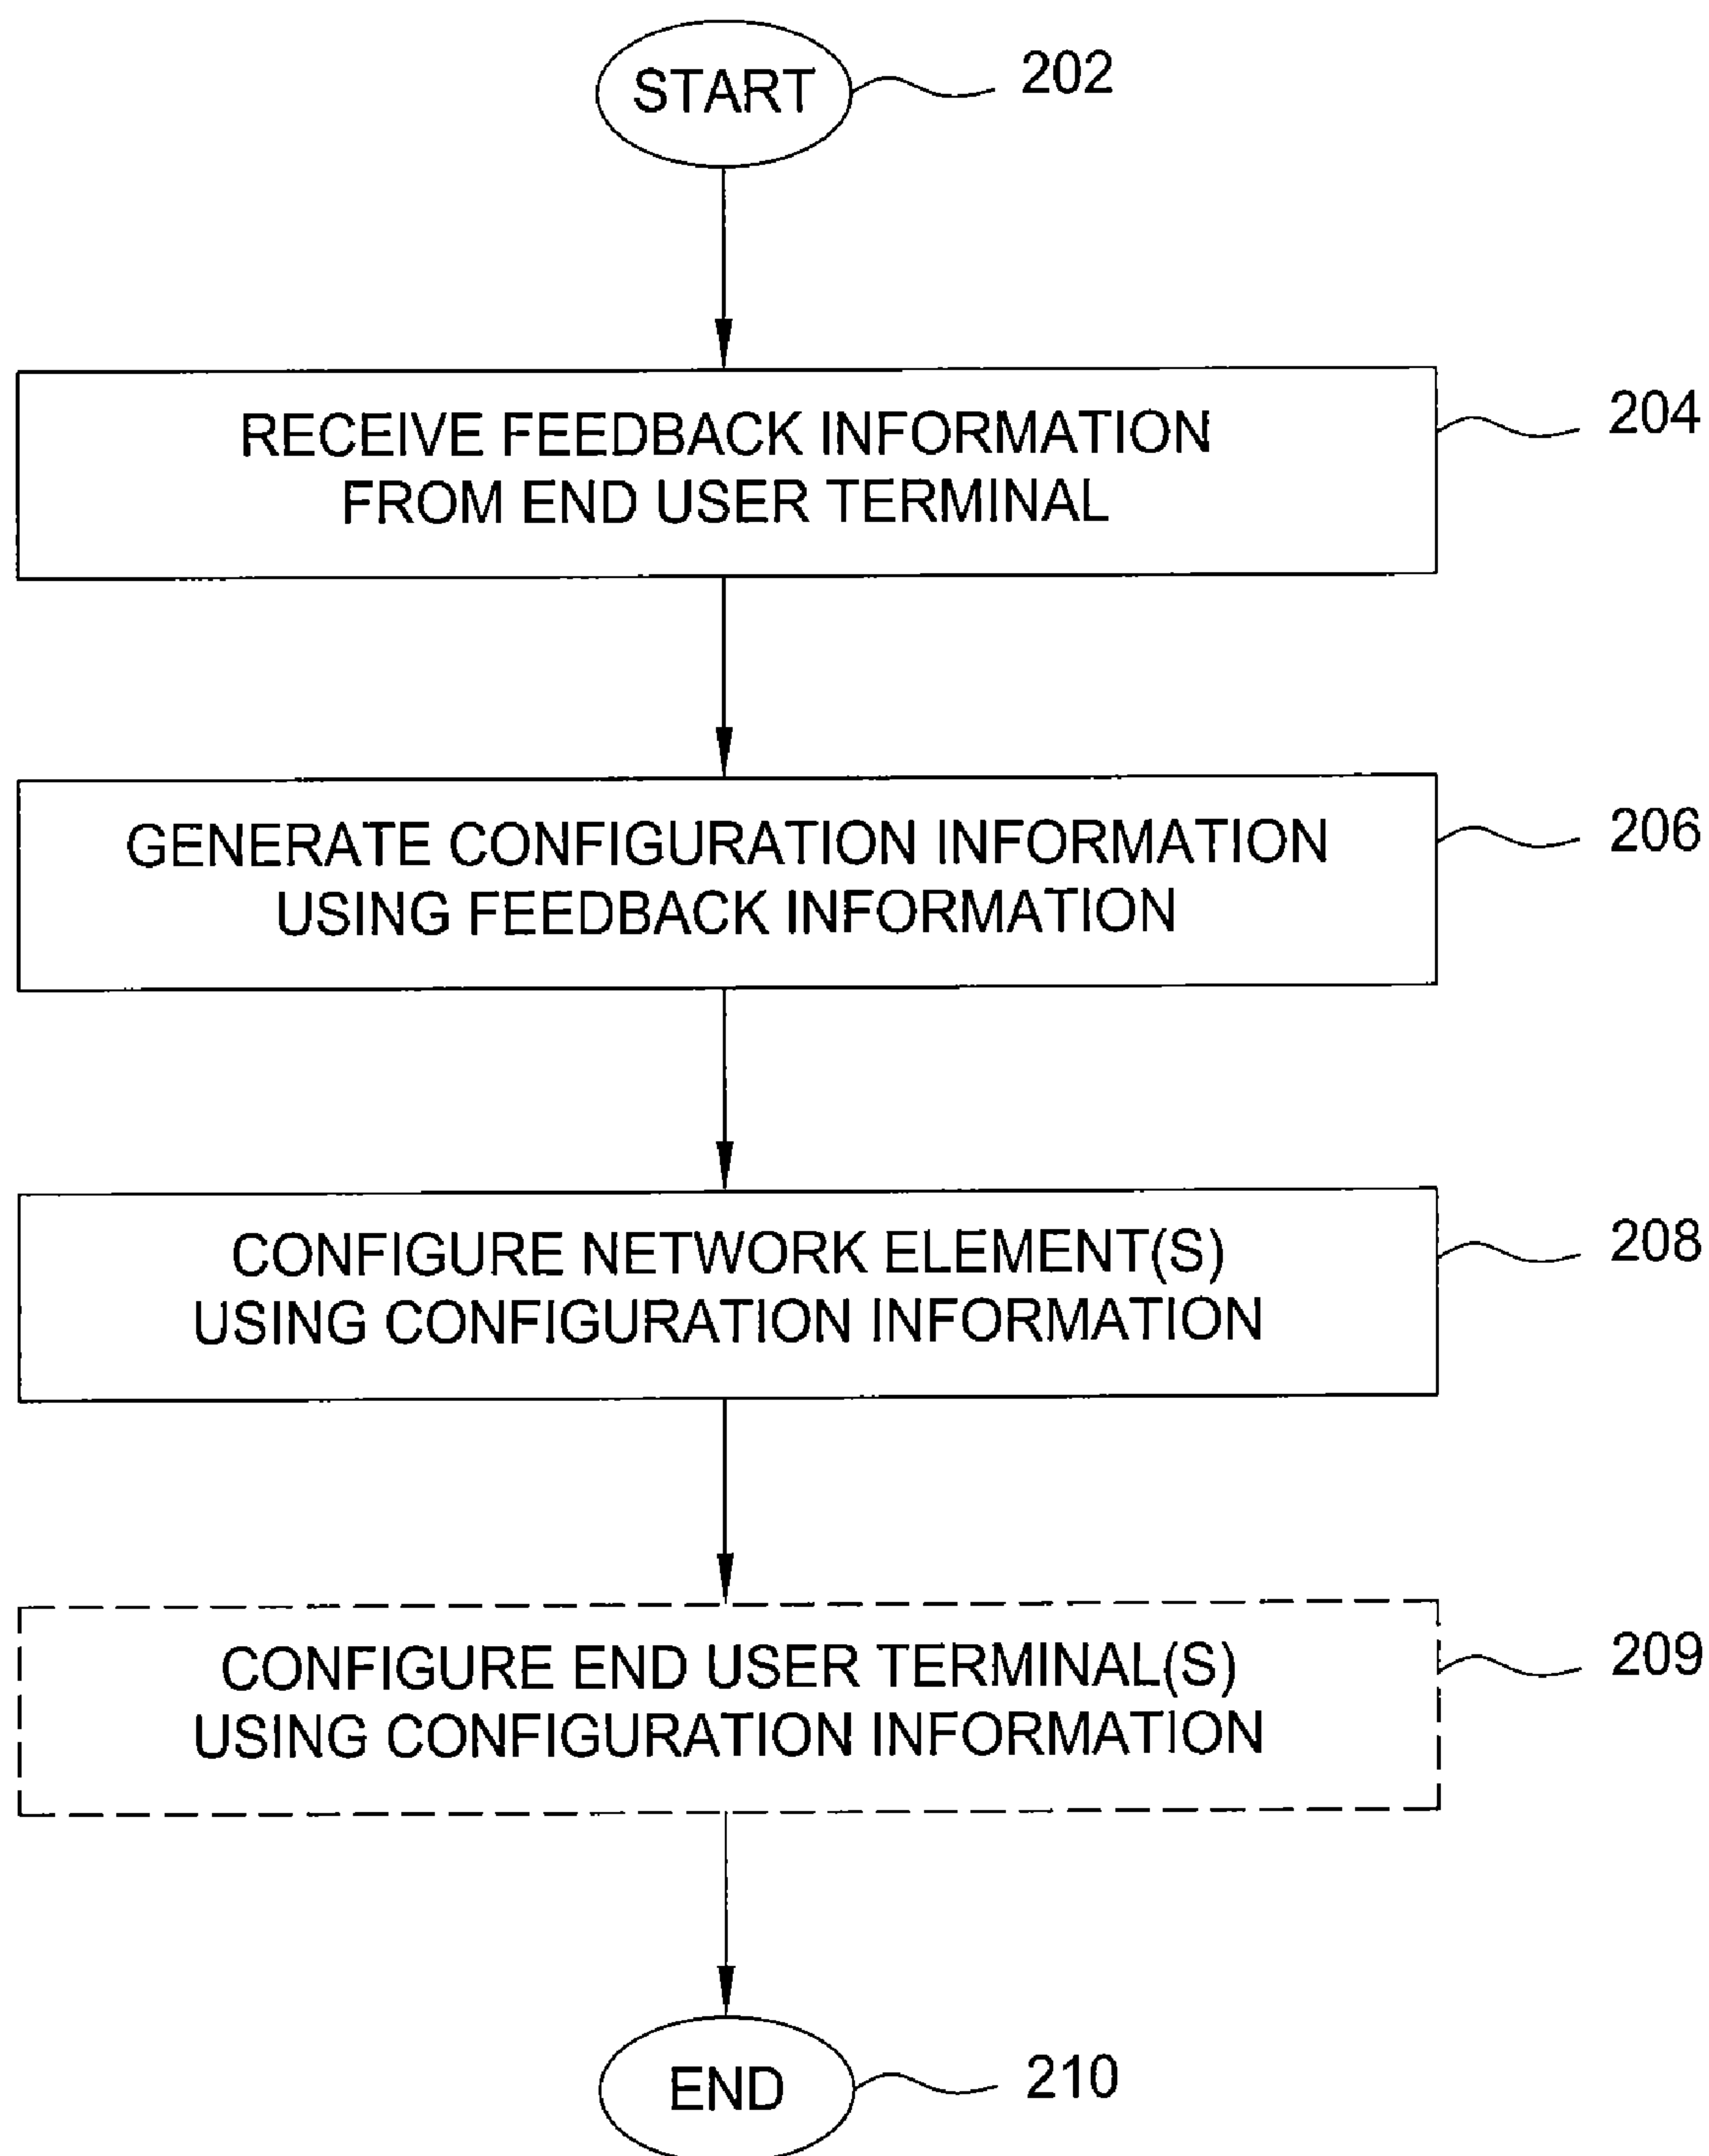 START
202
RECEIVE FEEDBACK INFORMATION
FROM END USER TERMINAL
204
GENERATE CONFIGURATION INFORMATION
USING FEEDBACK INFORMATION
206
CONFIGURE NETWORK ELEMENT(S)
USING CONFIGURATION INFORMATION
208
CONFIGURE END USER TERMINAL(S)
USING CONFIGURATION INFORMATION
209
END
210